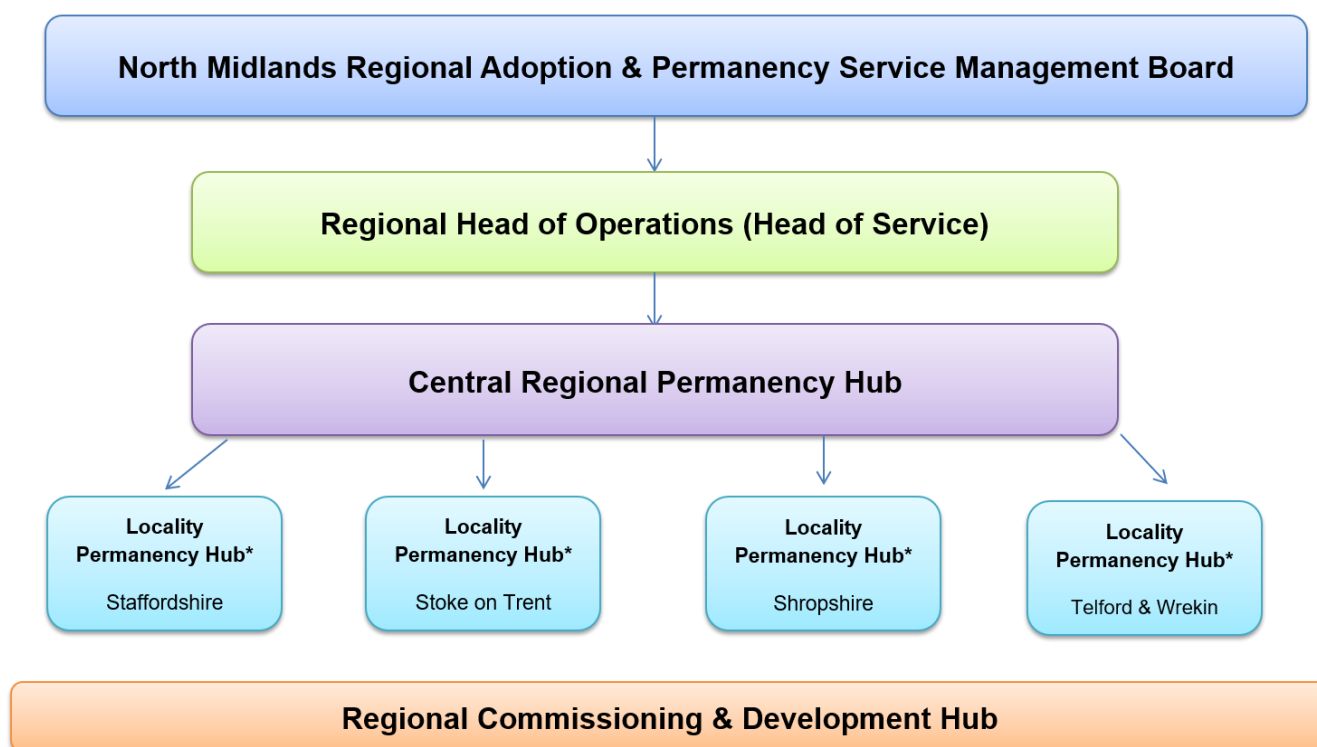 North Midlands Regional Adoption & Permanency Service Management Board
Regional Head of Operations (Head of Service)
Central Regional Permanency Hub
Locality
Permanency Hub*
Staffordshire
Locality
Permanency Hub*
Stoke on Trent
Locality
Permanency Hub*
Shropshire
Locality
Permanency Hub*
Telford & Wrekin
Regional Commissioning & Development Hub